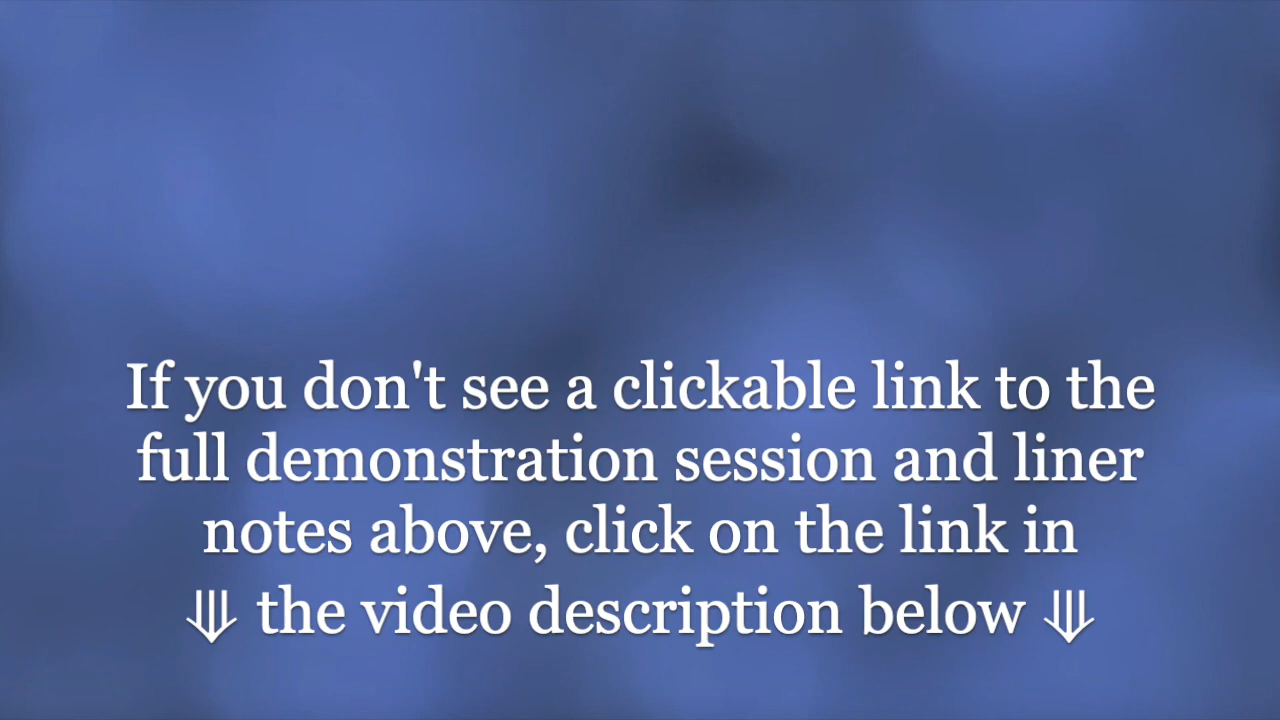 If you don't see a clickable link to the
full demonstration session and liner
notes above, click on the link in
⤋ the video description below ⤋